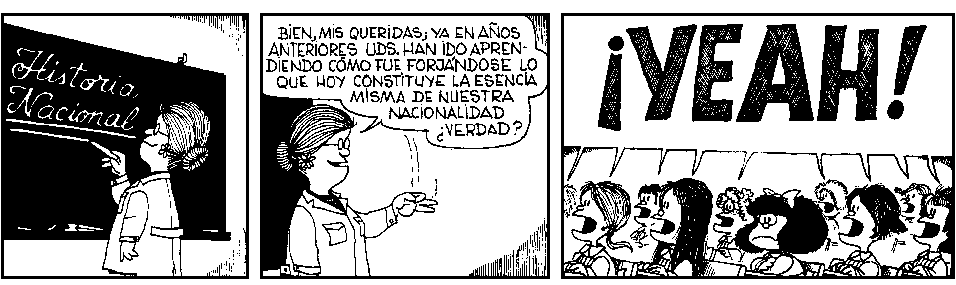 Historia
Nacional
BIEN, MIS QUERIDAS; YA EN AÑOS
ANTERIORES UDS. HAN IDO APREN-
DIENDO CÓMO FUE FORJÁNDOSE LO
QUE HOY CONSTITUYE LA ESENCIA
MISMA DE NUESTRA
NACIONALIDAD
¿VERDAD?
¡YEAH!